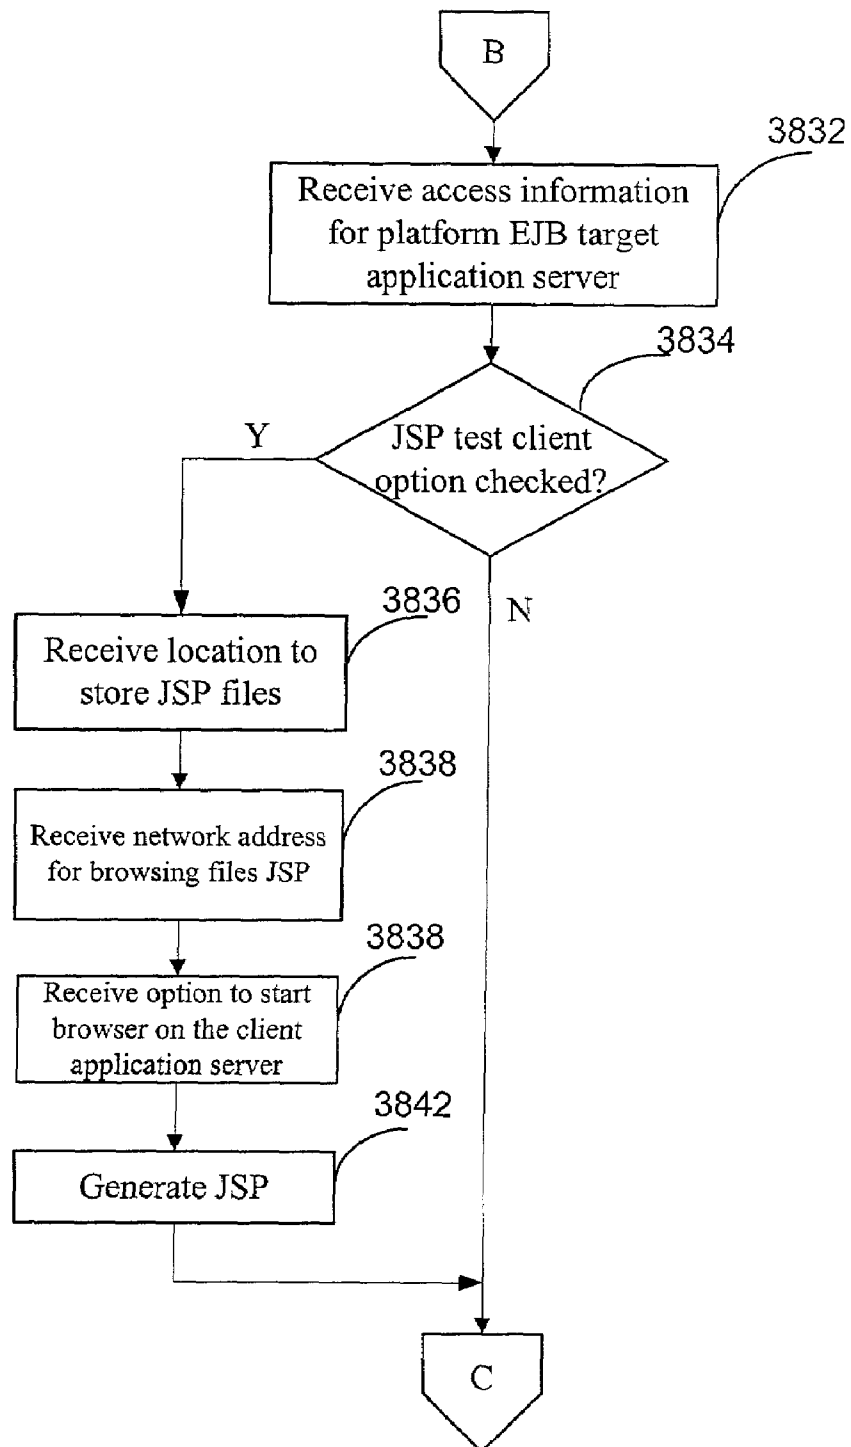 B
3832
Receive access information
for platform EJB target
application server
3834
JSP test client
option checked?
Y
N
3836
Receive location to
store JSP files
3838
Receive network address
for browsing files JSP
3838
Receive option to start
browser on the client
application server
3842
Generate JSP
C